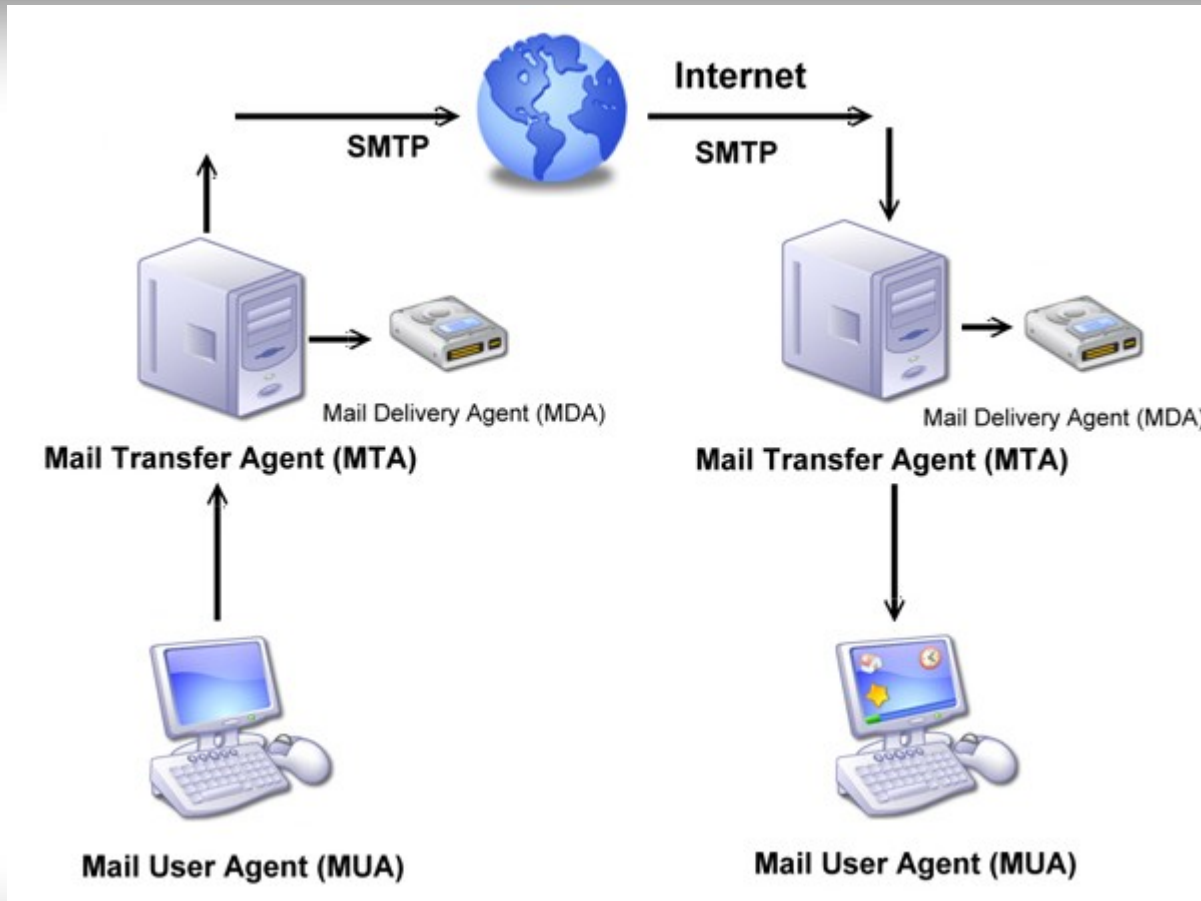 Internet
SMTP
SMTP
Mail Delivery Agent (MDA)
Mail Delivery Agent (MDA)
Mail Transfer Agent (MTA)
Mail Transfer Agent (MTA)
Mail User Agent (MUA)
Mail User Agent (MUA)